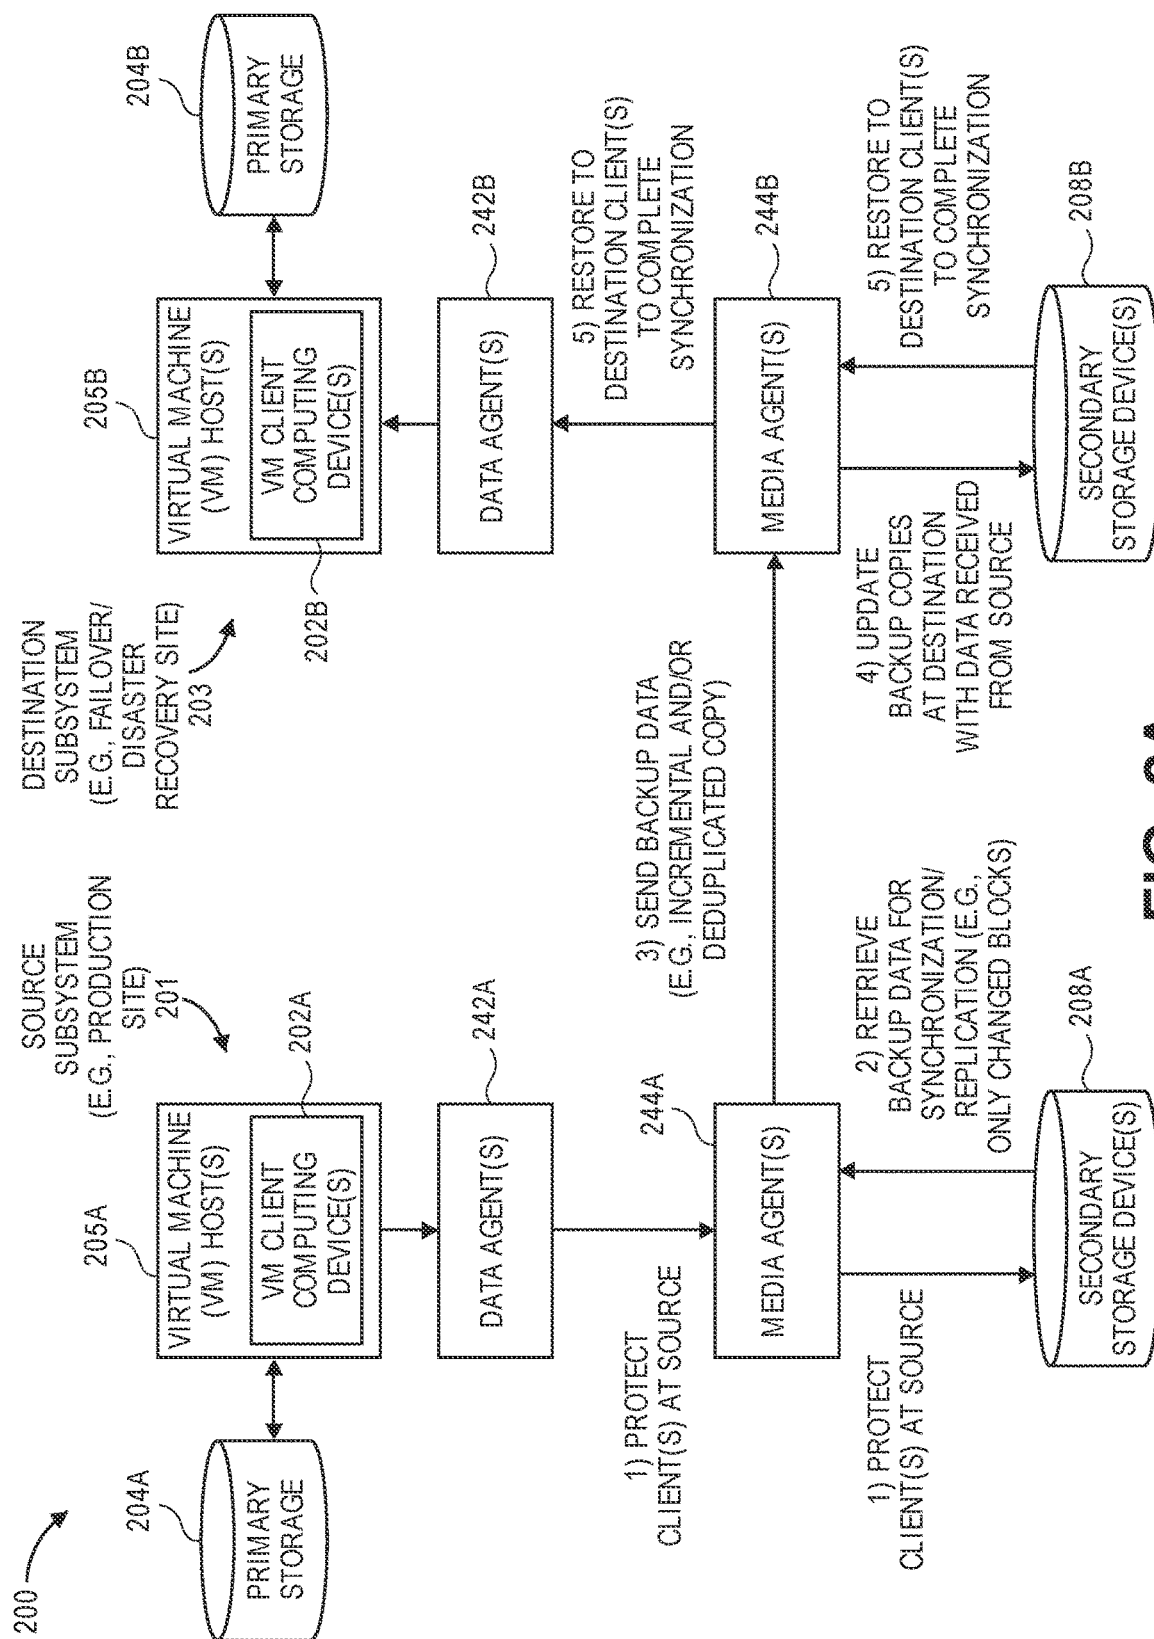 200
SOURCE
SUBSYSTEM
(E.G., PRODUCTION
SITE)
201
DESTINATION
SUBSYSTEM
(E.G., FAILOVER/
DISASTER
RECOVERY SITE)
203
204A
PRIMARY
STORAGE
205A
VIRTUAL MACHINE
(VM) HOST(S)
VM CLIENT
COMPUTING
DEVICE(S)
202A
205B
VIRTUAL MACHINE
(VM) HOST(S)
VM CLIENT
COMPUTING
DEVICE(S)
202B
204B
PRIMARY
STORAGE
DATA AGENT(S)
242A
DATA AGENT(S)
242B
1) PROTECT
CLIENT(S) AT SOURCE
3) SEND BACKUP DATA
(E.G., INCREMENTAL AND/OR
DEDUPLICATED COPY)
5) RESTORE TO
DESTINATION CLIENT(S)
TO COMPLETE
SYNCHRONIZATION
MEDIA AGENT(S)
244A
MEDIA AGENT(S)
244B
1) PROTECT
CLIENT(S) AT SOURCE
2) RETRIEVE
BACKUP DATA FOR
SYNCHRONIZATION/
REPLICATION (E.G.,
ONLY CHANGED BLOCKS)
4) UPDATE
BACKUP COPIES
AT DESTINATION
WITH DATA RECEIVED
FROM SOURCE
5) RESTORE TO
DESTINATION CLIENT(S)
TO COMPLETE
SYNCHRONIZATION
SECONDARY
STORAGE DEVICE(S)
208A
SECONDARY
STORAGE DEVICE(S)
208B